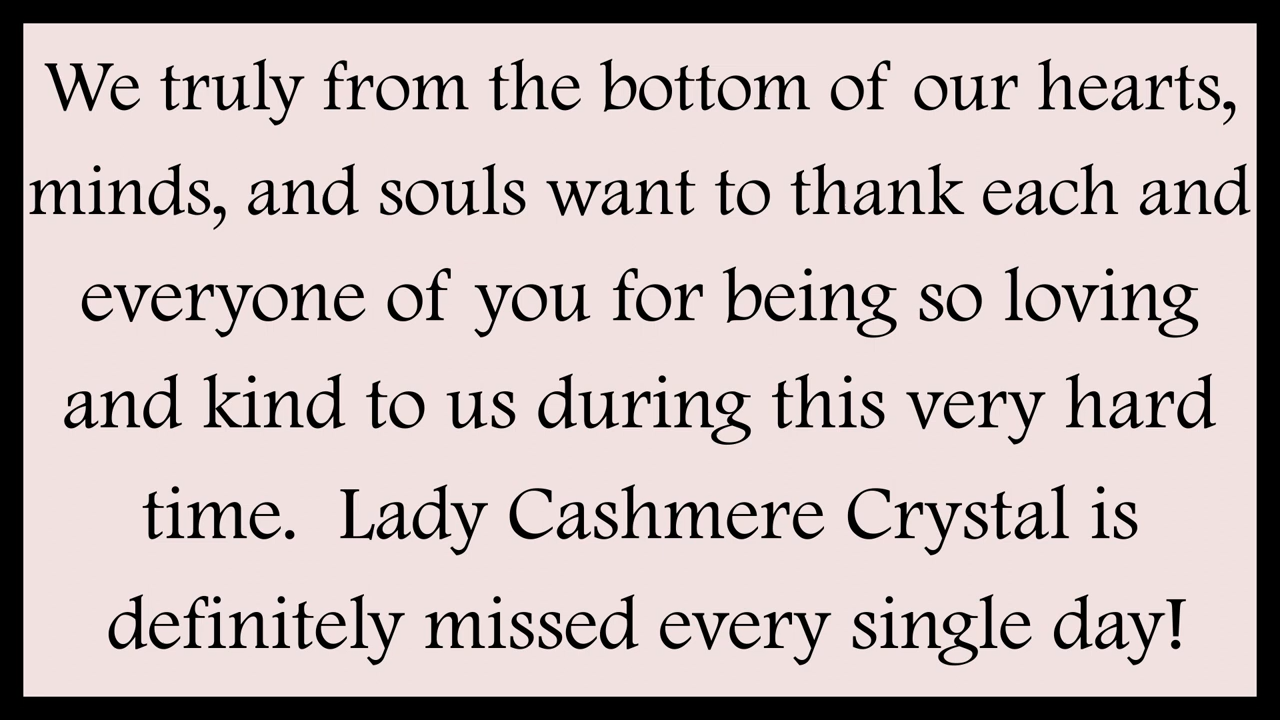 We truly from the bottom of our hearts,
minds, and souls want to thank each and
everyone of you for being so loving
and kind to us during this very hard
time.  Lady Cashmere Crystal is
definitely missed every single day!